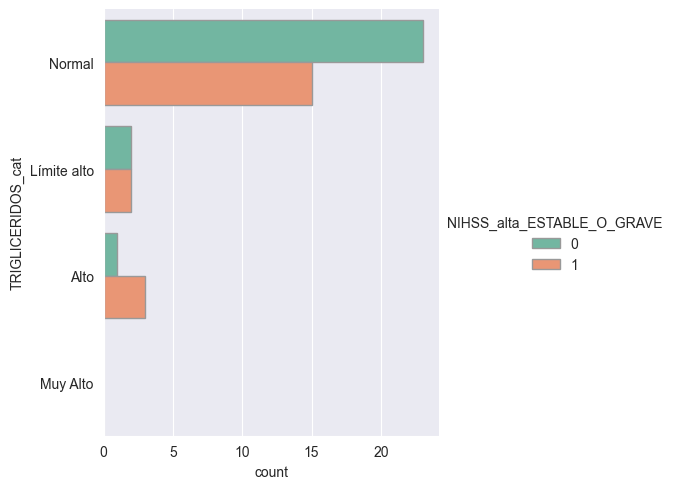 Normal
Límite alto
Alto
Muy Alto
TRIGLICERIDOS_cat
0 5 10 15 20
count
NIHSS_alta_ESTABLE_O_GRAVE
0
1